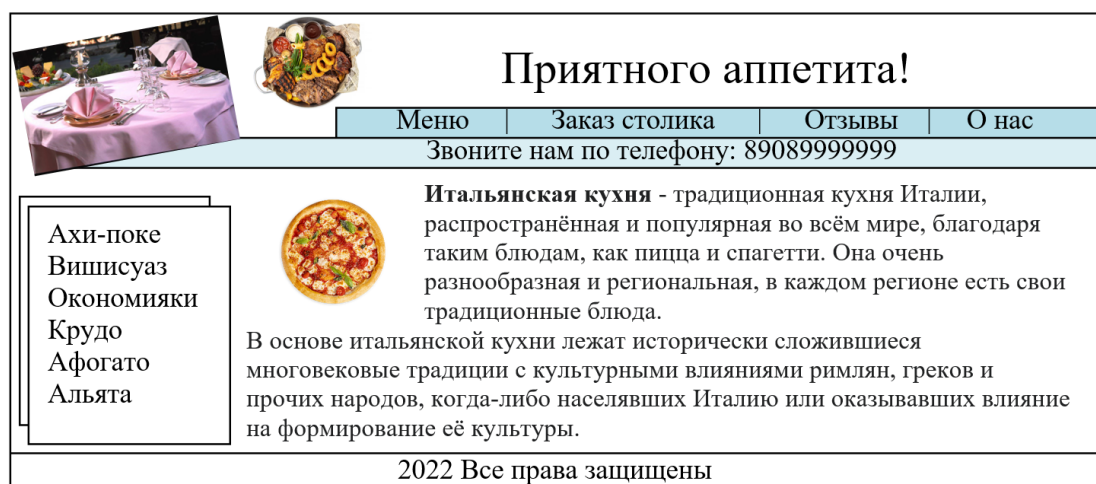 Приятного аппетита!
Меню | Заказ столика | Отзывы | О нас
Звоните нам по телефону: 89089999999
Ахи-поке
Вишисуаз
Окономияки
Крудо
Афогато
Альята
Итальянская кухня - традиционная кухня Италии,
распространённая и популярная во всём мире, благодаря
таким блюдам, как пицца и спагетти. Она очень
разнообразная и региональная, в каждом регионе есть свои
традиционные блюда.
В основе итальянской кухни лежат исторически сложившиеся
многовековые традиции с культурными влияниями римлян, греков и
прочих народов, когда-либо населявших Италию или оказывавших влияние
на формирование её культуры.
2022 Все права защищены